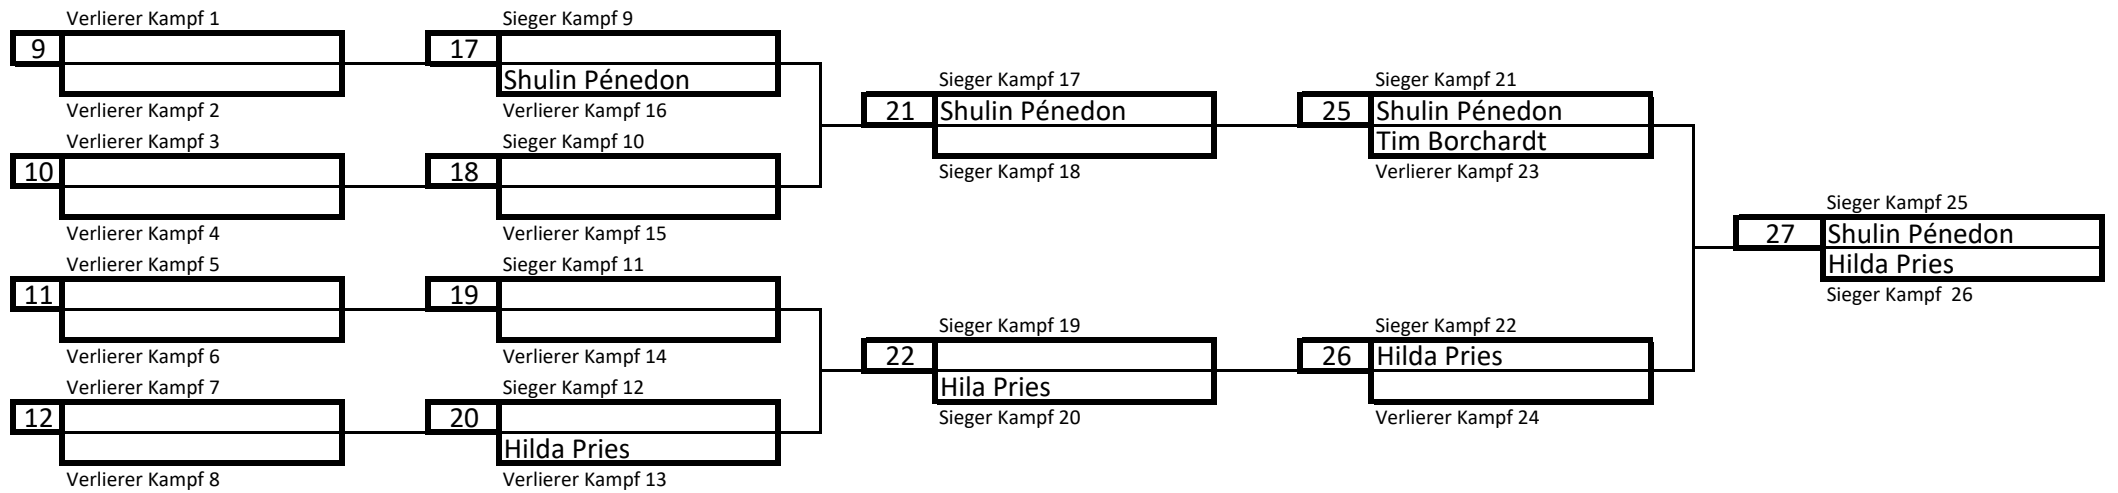 Verlierer Kampf 1
9
Verlierer Kampf 2
Verlierer Kampf 3
10
Verlierer Kampf 4
Verlierer Kampf 5
11
Verlierer Kampf 6
Verlierer Kampf 7
12
Verlierer Kampf 8
Sieger Kampf 9
17
Shulin Pénedon
Verlierer Kampf 16
Sieger Kampf 10
18
Verlierer Kampf 15
Sieger Kampf 11
19
Verlierer Kampf 14
Sieger Kampf 12
20
Hilda Pries
Verlierer Kampf 13
Sieger Kampf 17
21 Shulin Pénedon
Sieger Kampf 18
Sieger Kampf 19
22
Hila Pries
Sieger Kampf 20
Sieger Kampf 21
25 Shulin Pénedon
Tim Borchardt
Verlierer Kampf 23
Sieger Kampf 22
26 Hilda Pries
Verlierer Kampf 24
Sieger Kampf 25
27 Shulin Pénedon
Hilda Pries
Sieger Kampf 26